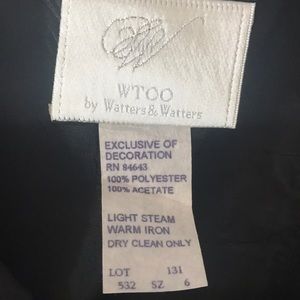 WTOO
by Watters & Watters
EXCLUSIVE OF
DECORATION
RN 84643
100% POLYESTER
100% ACETATE
LIGHT STEAM
WARM IRON
DRY CLEAN ONLY
LOT 131
532 SZ 6